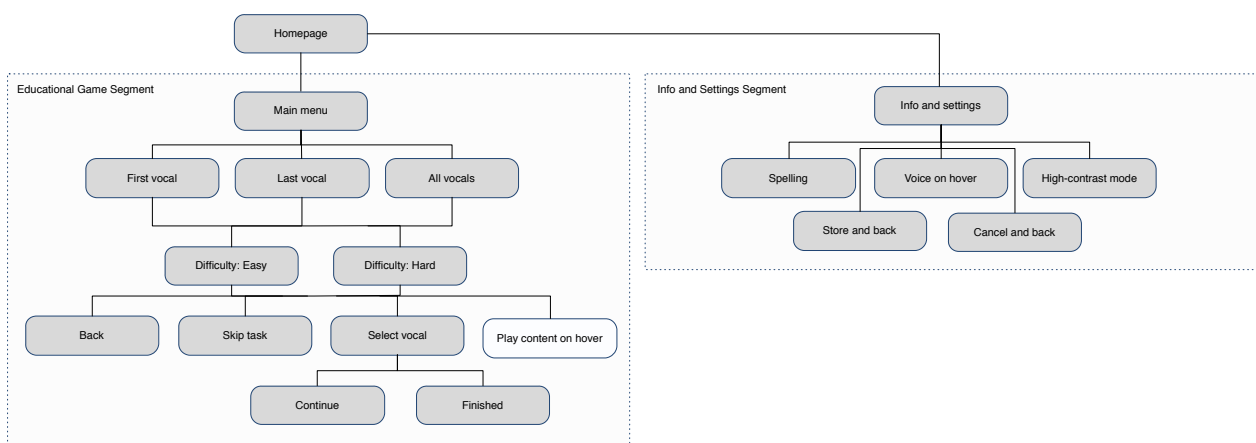 Homepage
Educational Game Segment
Main menu
First vocal
Last vocal
All vocals
Difficulty: Easy
Difficulty: Hard
Back
Skip task
Select vocal
Play content on hover
Continue
Finished
Info and Settings Segment
Info and settings
Spelling
Voice on hover
High-contrast mode
Store and back
Cancel and back